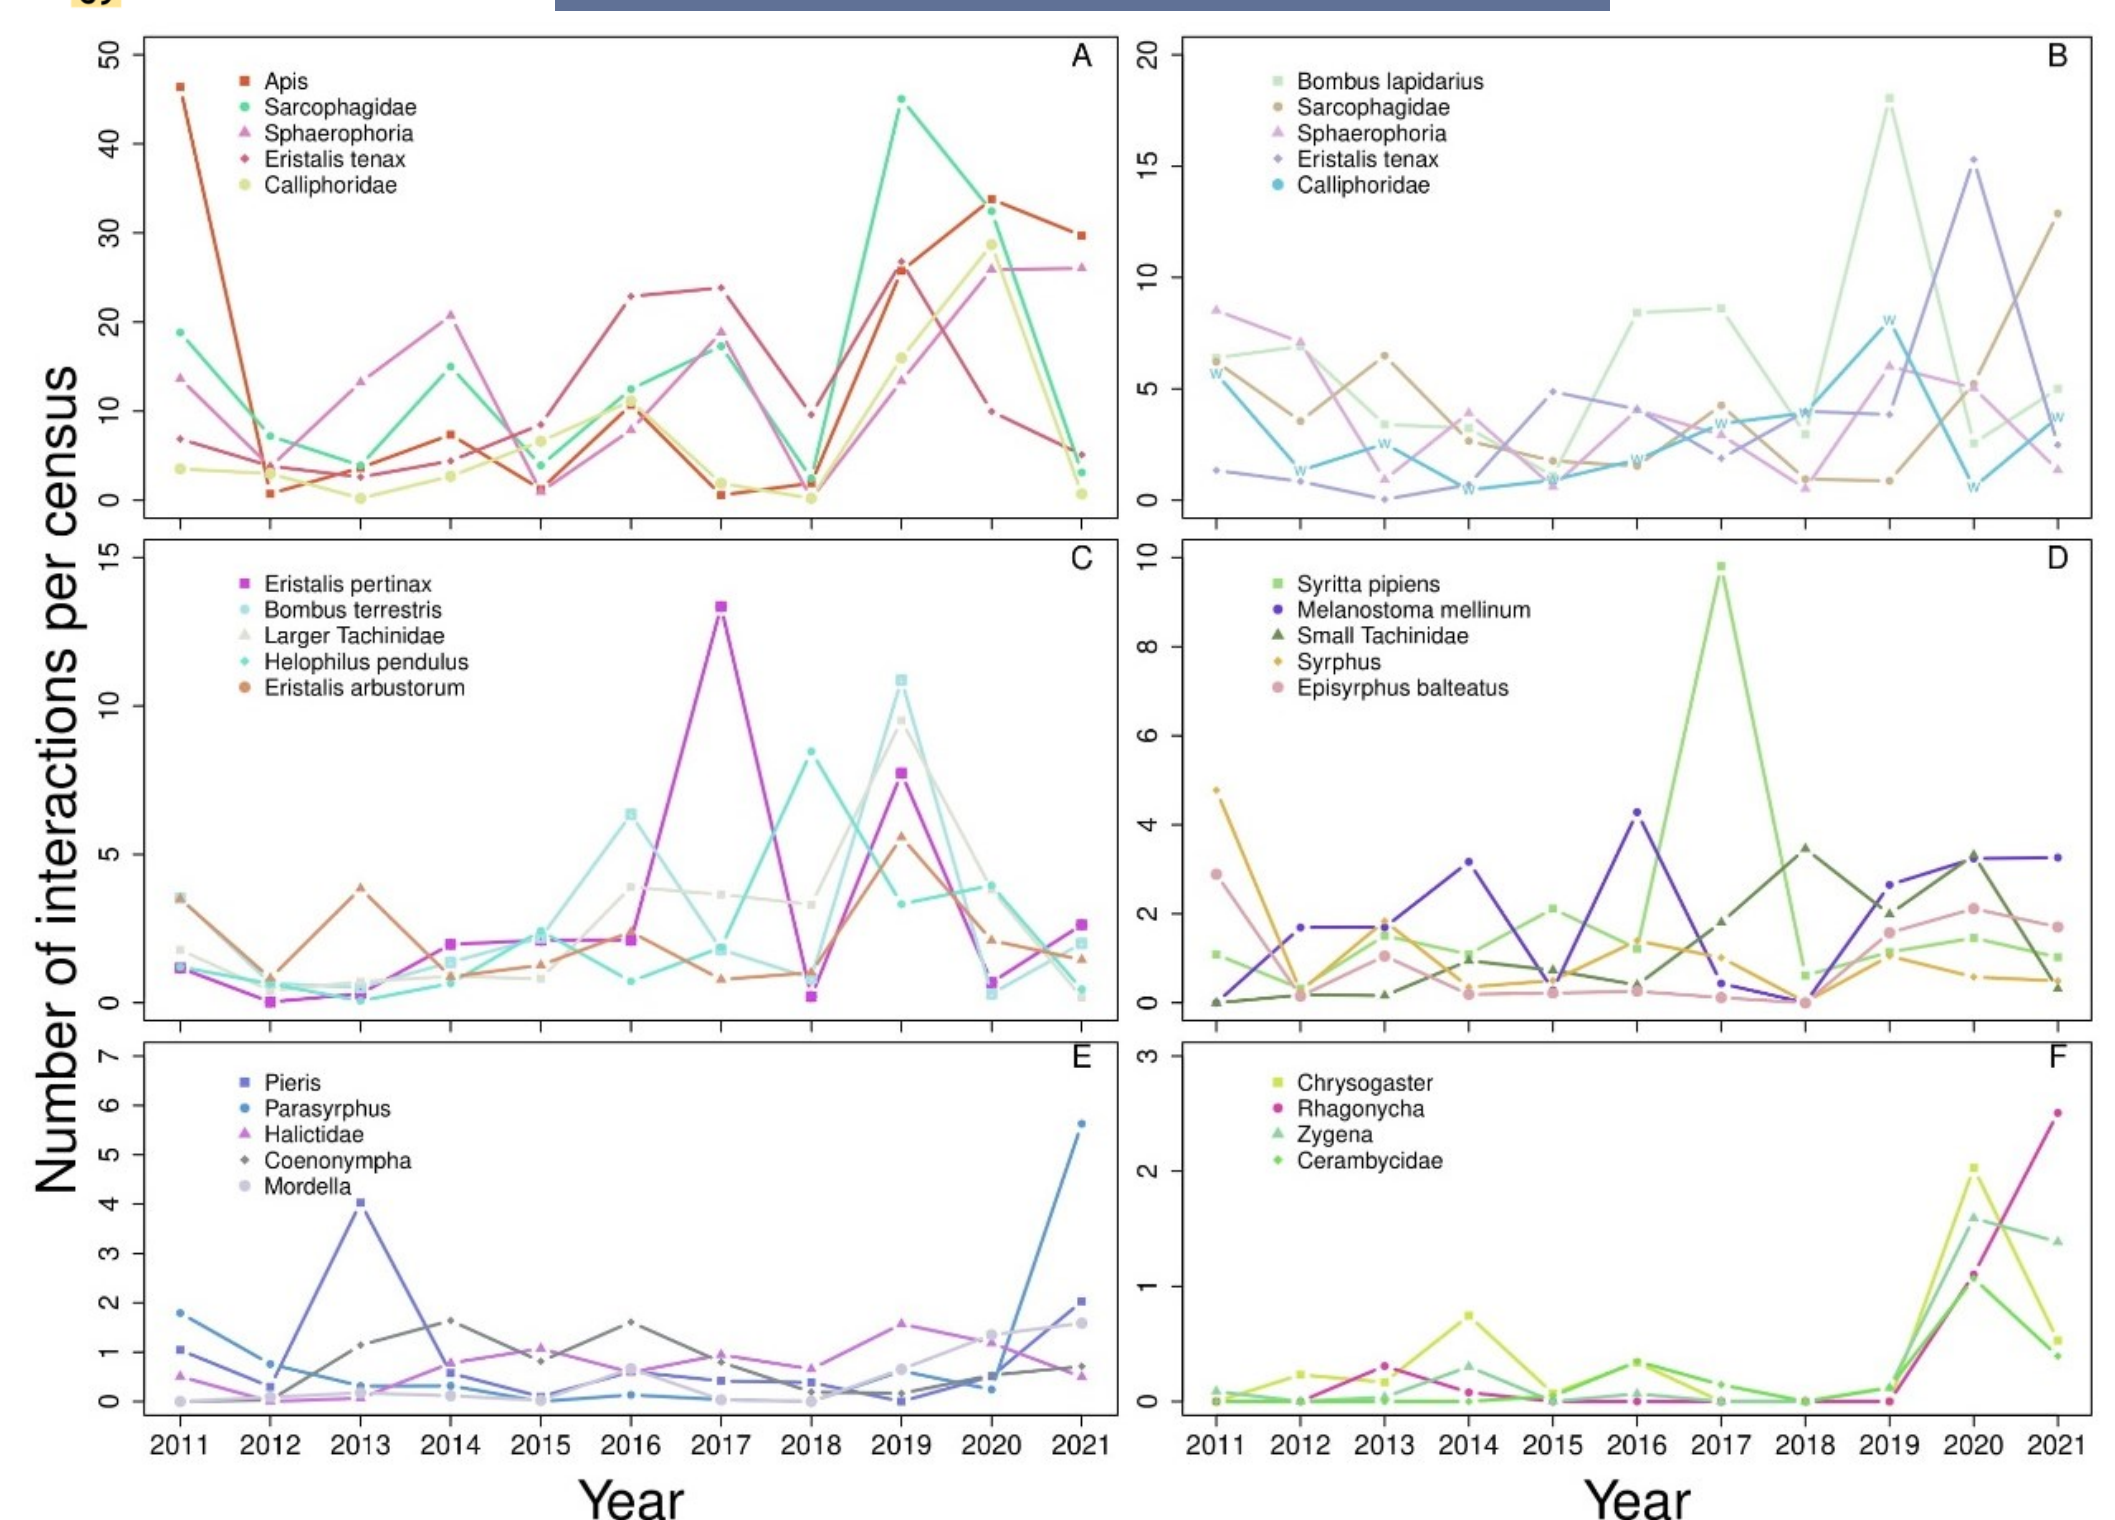 Number of interactions per census
A
50
40
30
20
10
0
Apis
Sarcophagidae
Sphaerophoria
Eristalis tenax
Calliphoridae
B
20
15
10
5
0
Bombus lapidarius
Sarcophagidae
Sphaerophoria
Eristalis tenax
Calliphoridae
W W W W W W W W W W W
C
15
10
5
0
Eristalis pertinax
Bombus terrestris
Larger Tachinidae
Helophilus pendulus
Eristalis arbustorum
D
10
8
6
4
2
0
Syritta pipiens
Melanostoma mellinum
Small Tachinidae
Syrphus
Episyrphus balteatus
E
7
6
5
4
3
2
1
0
Pieris
Parasyrphus
Halictidae
Coenonympha
Mordella
2011 2012 2013 2014 2015 2016 2017 2018 2019 2020 2021
Year
F
3
2
1
0
Chrysogaster
Rhagonycha
Zygena
Cerambycidae
2011 2012 2013 2014 2015 2016 2017 2018 2019 2020 2021
Year